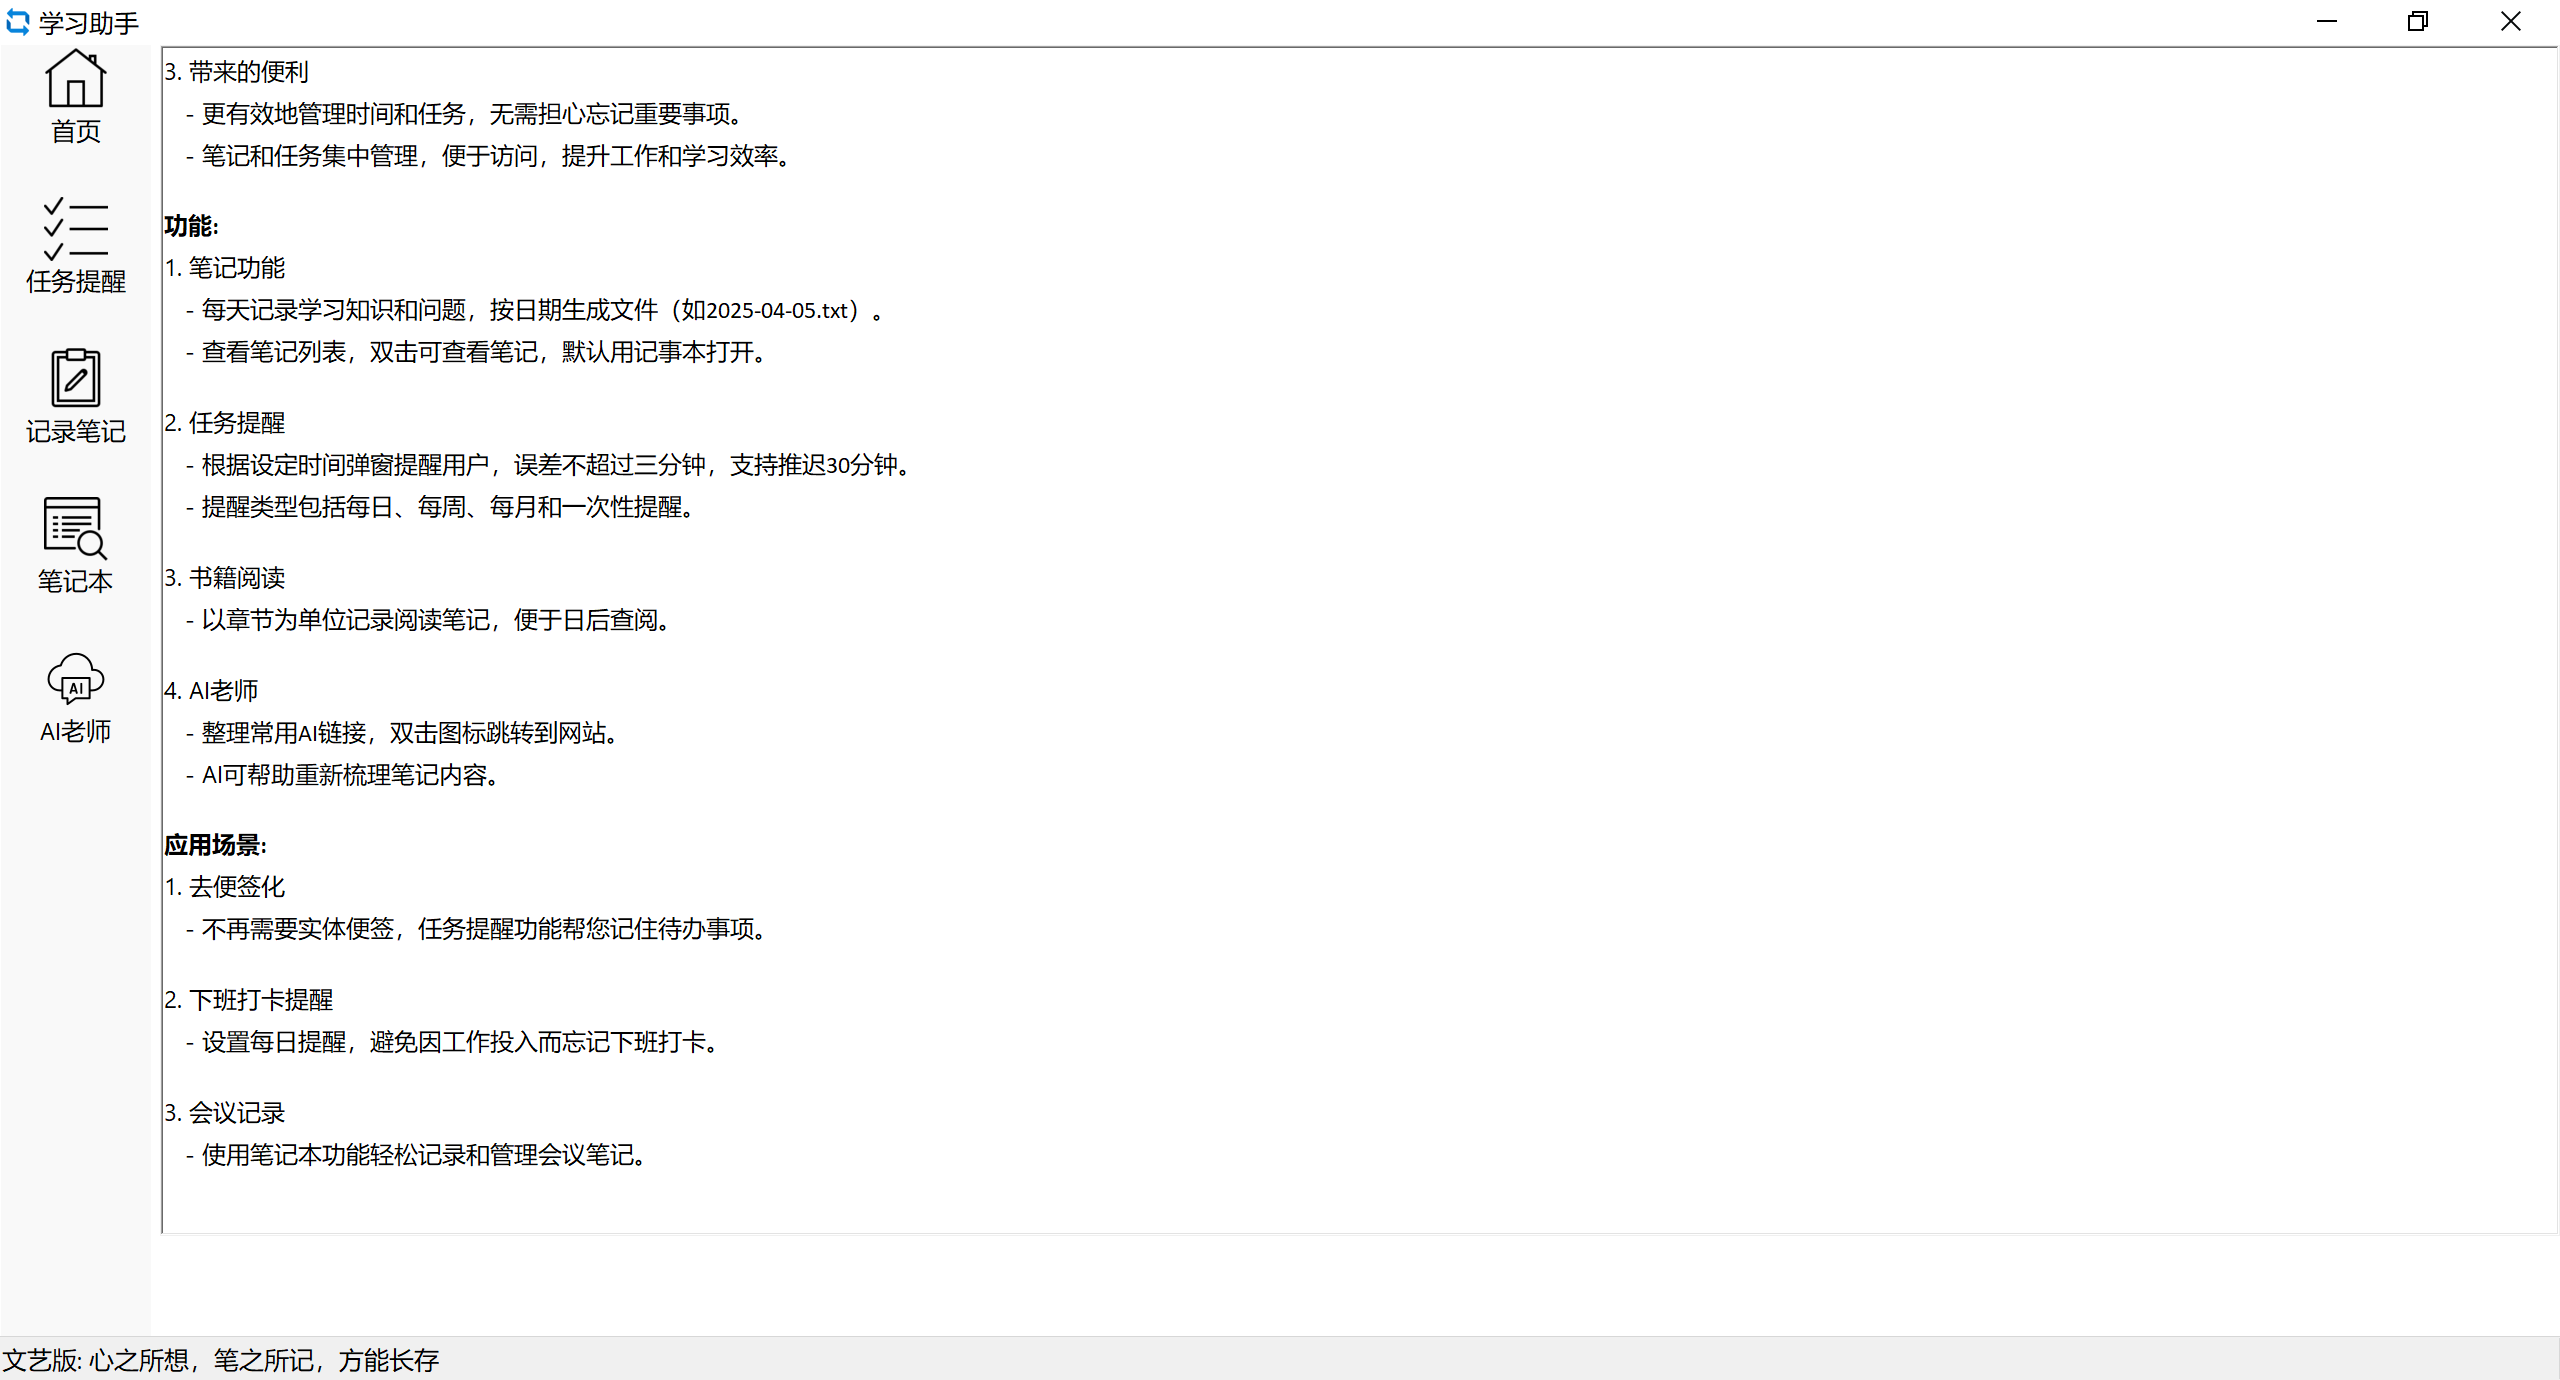 学习助手
首页
任务提醒
记录笔记
笔记本
AI
AI老师
3. 带来的便利
- 更有效地管理时间和任务，无需担心忘记重要事项。
- 笔记和任务集中管理，便于访问，提升工作和学习效率。
功能:
1. 笔记功能
- 每天记录学习知识和问题，按日期生成文件（如2025-04-05.txt）。
- 查看笔记列表，双击可查看笔记，默认用记事本打开。
2. 任务提醒
- 根据设定时间弹窗提醒用户，误差不超过三分钟，支持推迟30分钟。
- 提醒类型包括每日、每周、每月和一次性提醒。
3. 书籍阅读
- 以章节为单位记录阅读笔记，便于日后查阅。
4. AI老师
- 整理常用AI链接，双击图标跳转到网站。
- AI可帮助重新梳理笔记内容。
应用场景:
1. 去便签化
- 不再需要实体便签，任务提醒功能帮您记住待办事项。
2. 下班打卡提醒
- 设置每日提醒，避免因工作投入而忘记下班打卡。
3. 会议记录
- 使用笔记本功能轻松记录和管理会议笔记。
文艺版: 心之所想，笔之所记，方能长存